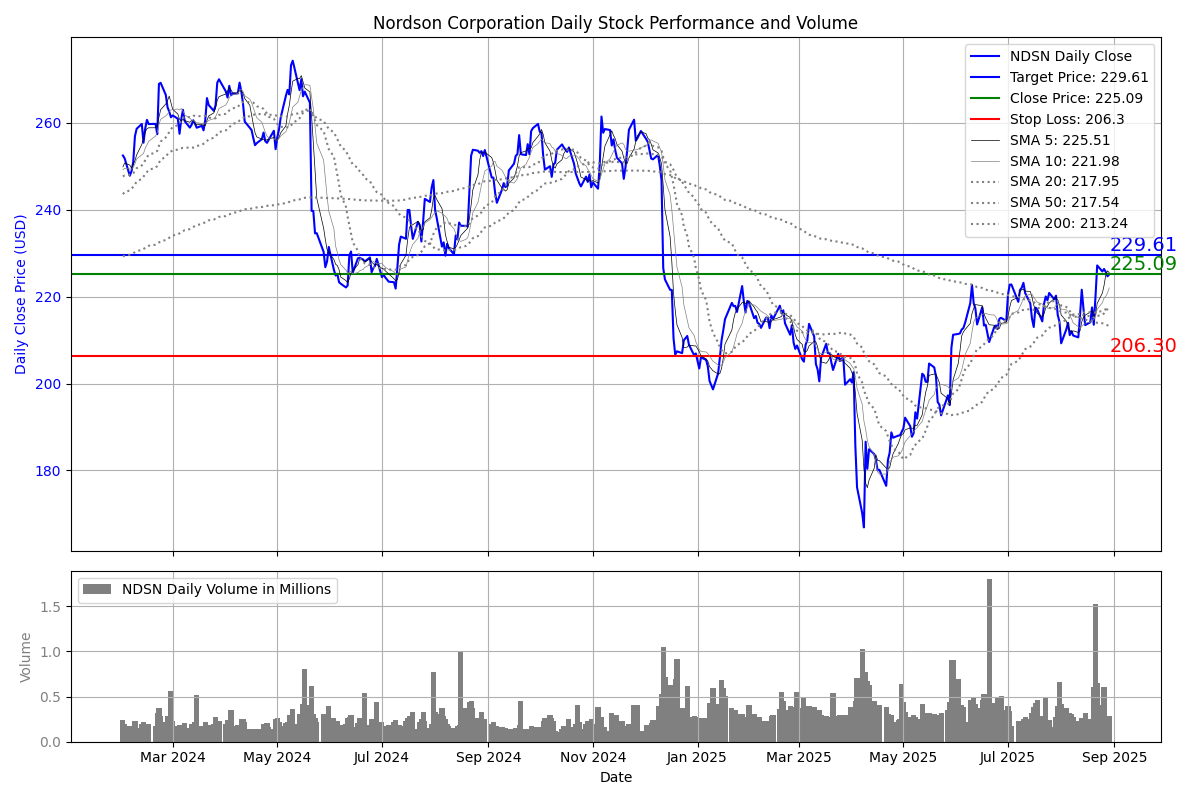 Nordson Corporation Daily Stock Performance and Volume
NDSN Daily Close
Target Price: 229.61
Close Price: 225.09
Stop Loss: 206.3
SMA 5: 225.51
SMA 10: 221.98
SMA 20: 217.95
SMA 50: 217.54
SMA 200: 213.24
260
240
220
200
180
Daily Close Price (USD)
229.61
225.09
206.30
NDSN Daily Volume in Millions
1.5
1.0
0.5
0.0
Volume
Mar 2024
May 2024
Jul 2024
Sep 2024
Nov 2024
Jan 2025
Mar 2025
May 2025
Jul 2025
Sep 2025
Date